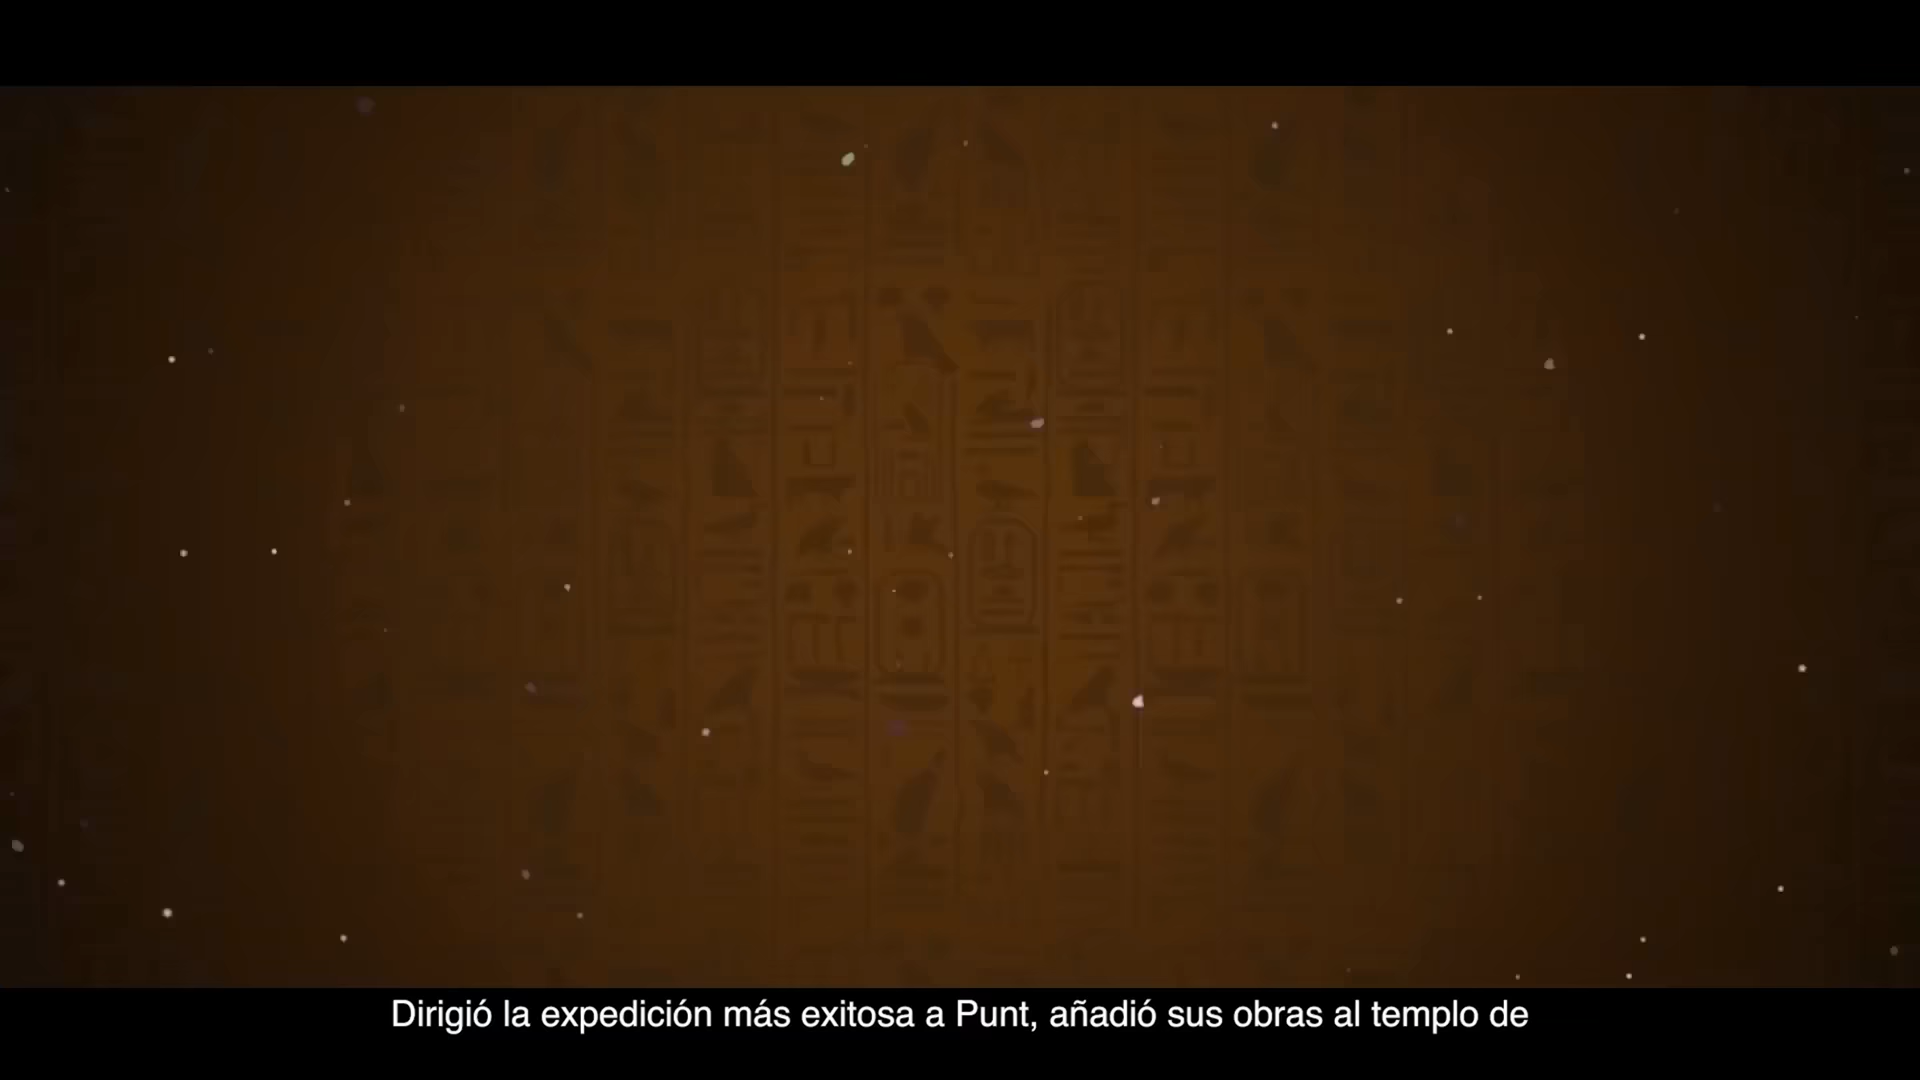 Dirigió la expedición más exitosa a Punt, añadió sus obras al templo de